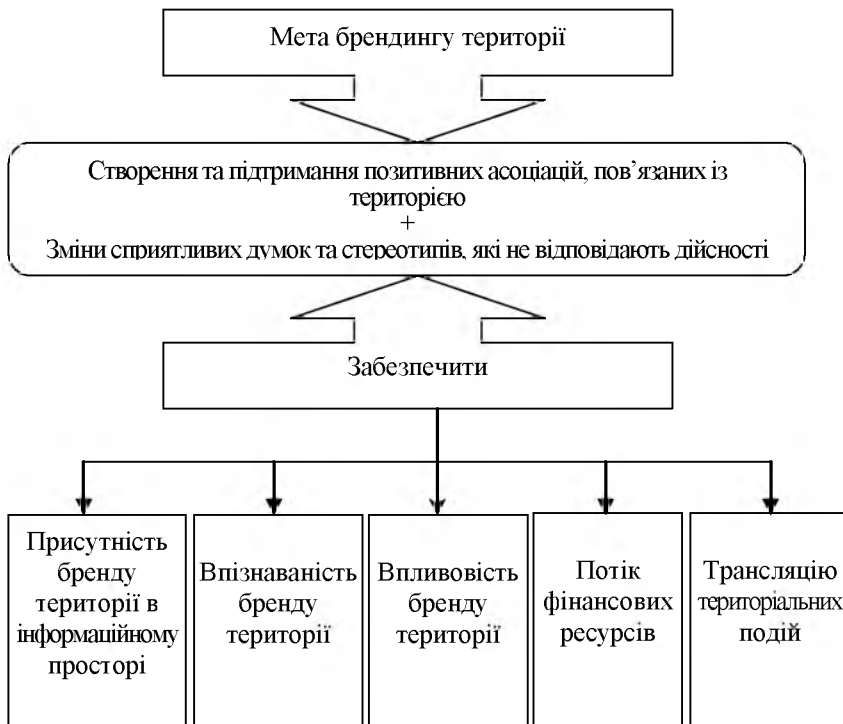 Мета брендингу території
Створення та підтримання позитивних асоціацій, пов’язаних із
територією
+
Зміни сприятливих думок та стереотипів, які не відповідають дійсності
Забезпечити
Присутність
бренду
території в
інформаційному
просторі
Впізнаваність
бренду
території
Впливовість
бренду
території
Потік
фінансових
ресурсів
Трансляцію
територіальних
подій